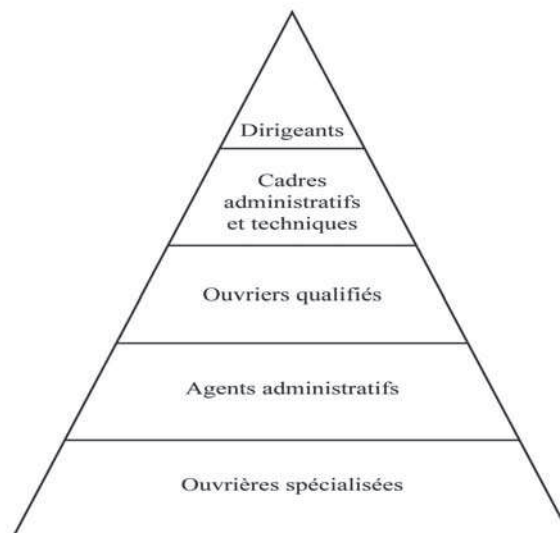 Dirigeants
Cadres
administratifs
et techniques
Ouvriers qualifiés
Agents administratifs
Ouvrières spécialisées